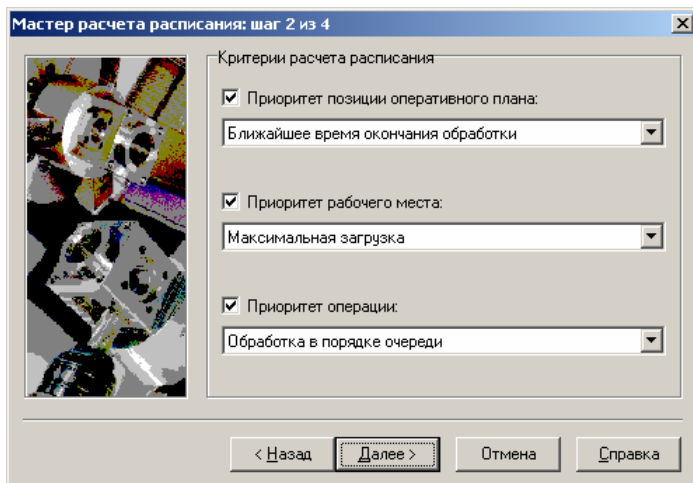 Мастер расчета расписания: шаг 2 из 4
Критерии расчета расписания
Приоритет позиции оперативного плана:
Ближайшее время окончания обработки
Приоритет рабочего места:
Максимальная загрузка
Приоритет операции:
Обработка в порядке очереди
< Назад Далее > Отмена Справка